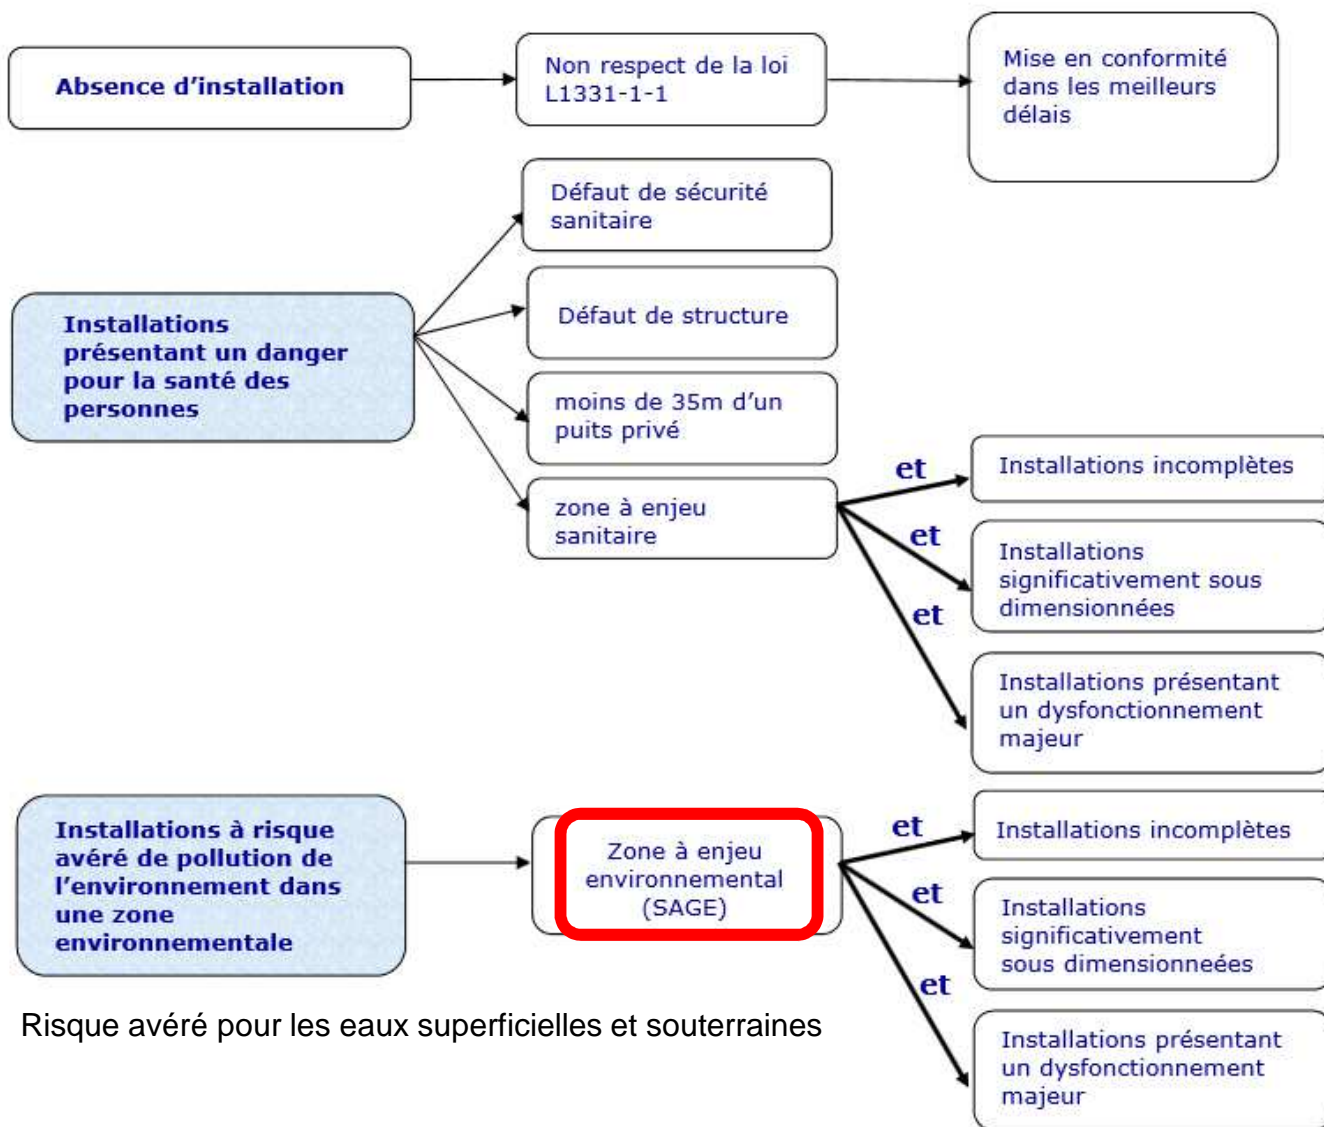 Absence d'installation
Non respect de la loi
L1331-1-1
Mise en conformité
dans les meilleurs
délais
Installations
présentant un danger
pour la santé des
personnes
Défaut de sécurité
sanitaire
Défaut de structure
moins de 35m d'un
puits privé
zone à enjeu
sanitaire
et
Installations incomplètes
et
Installations
significativement sous
dimensionnées
et
Installations présentant
un dysfonctionnement
majeur
Installations à risque
avéré de pollution de
l'environnement dans
une zone
environnementale
Zone à enjeu
environnemental
(SAGE)
et
Installations incomplètes
et
Installations
significativement
sous dimensionneées
et
Installations présentant
un dysfonctionnement
majeur
Risque avéré pour les eaux superficielles et souterraines